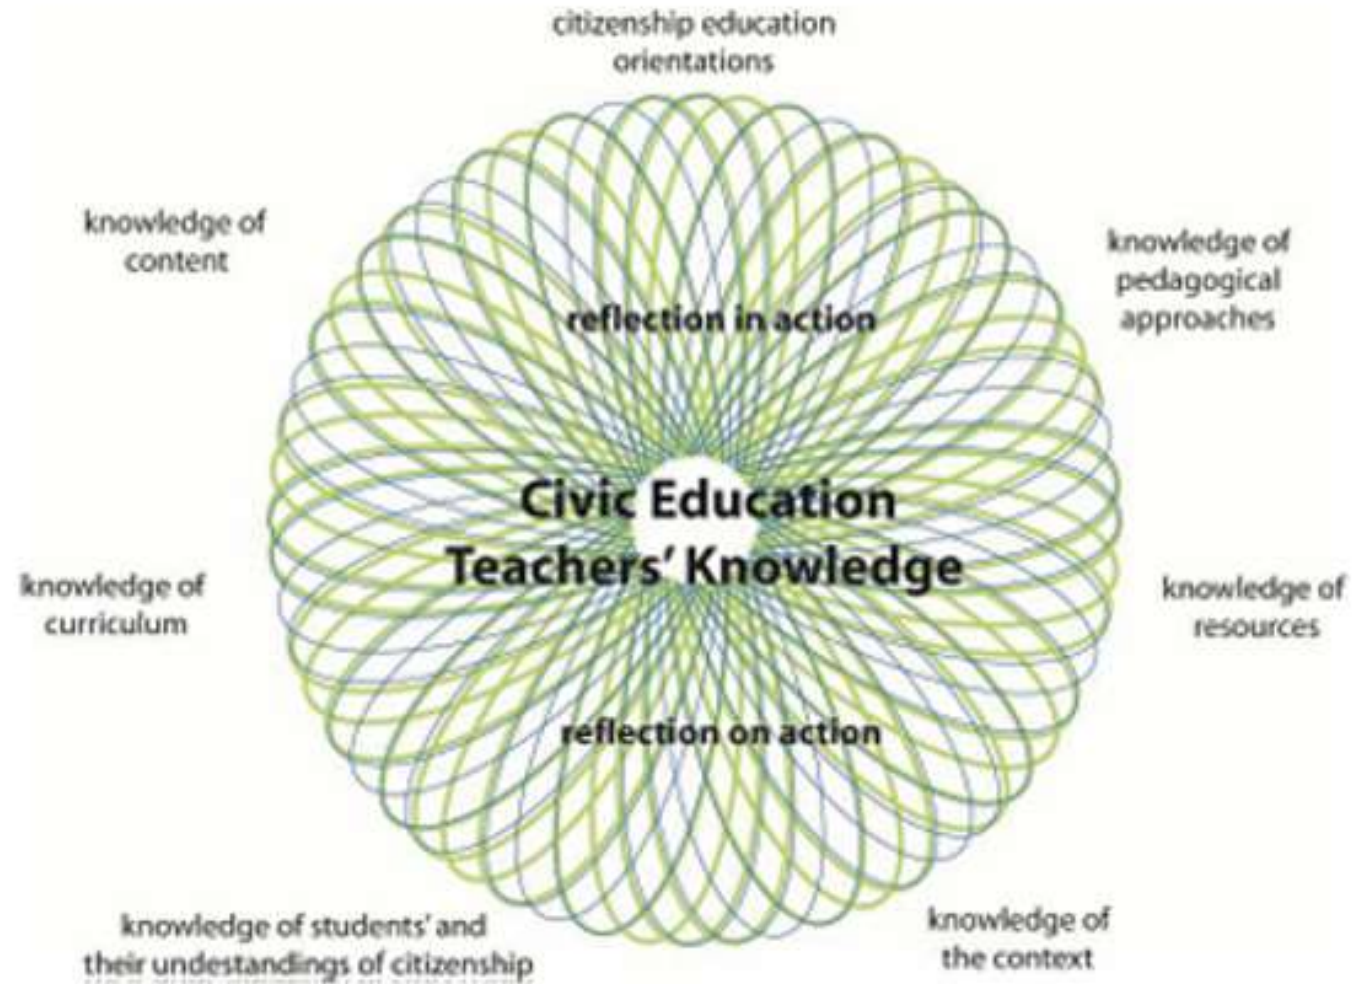 citizenship education
orientations
knowledge of
content
knowledge of
pedagogical
approaches
reflection in action
Civic Education
Teachers' Knowledge
knowledge of
curriculum
knowledge of
resources
reflection on action
knowledge of students' and
their undestandings of citizenship
knowledge of
the context